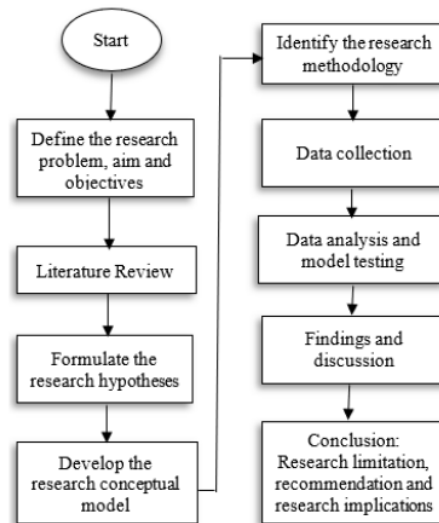 Start
Define the research
problem, aim and
objectives
Literature Review
Formulate the
research hypotheses
Develop the
research conceptual
model
Identify the research
methodology
Data collection
Data analysis and
model testing
Findings and
discussion
Conclusion:
Research limitation,
recommendation and
research implications